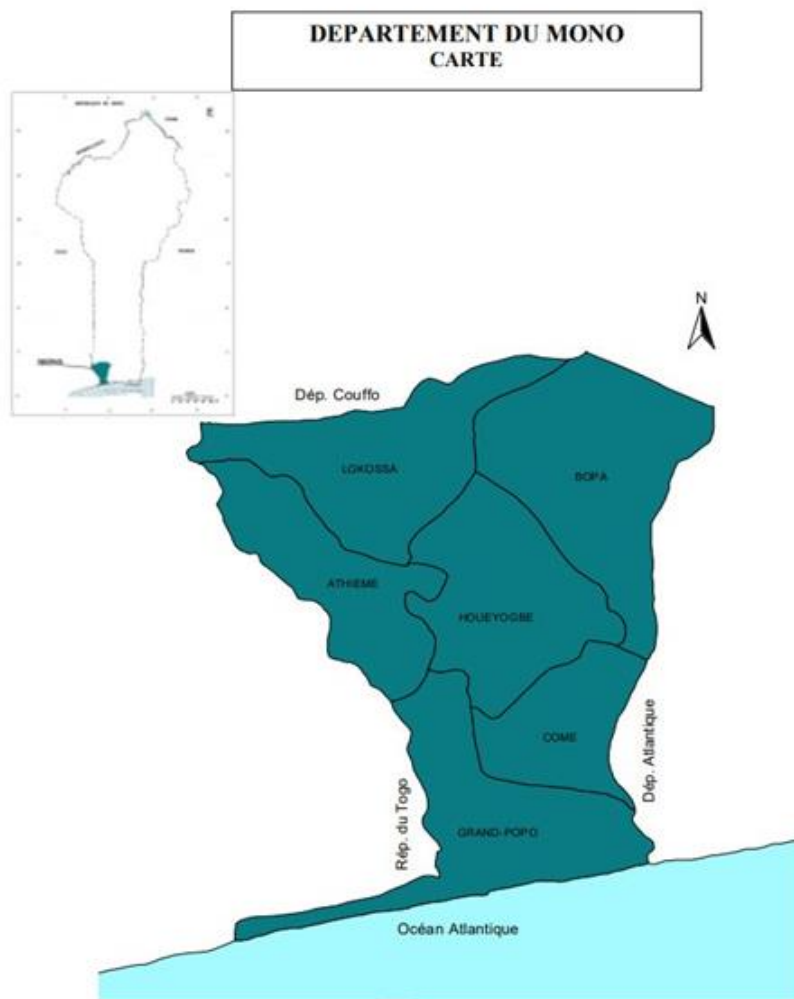 DEPARTEMENT DU MONO
CARTE
N
Dép. Couffo
LOKOSSA
BOPA
ATHIEME
HOUEYOGBE
COME
Dép. Atlantique
Rép. du Togo
GRAND-POPO
Océan Atlantique